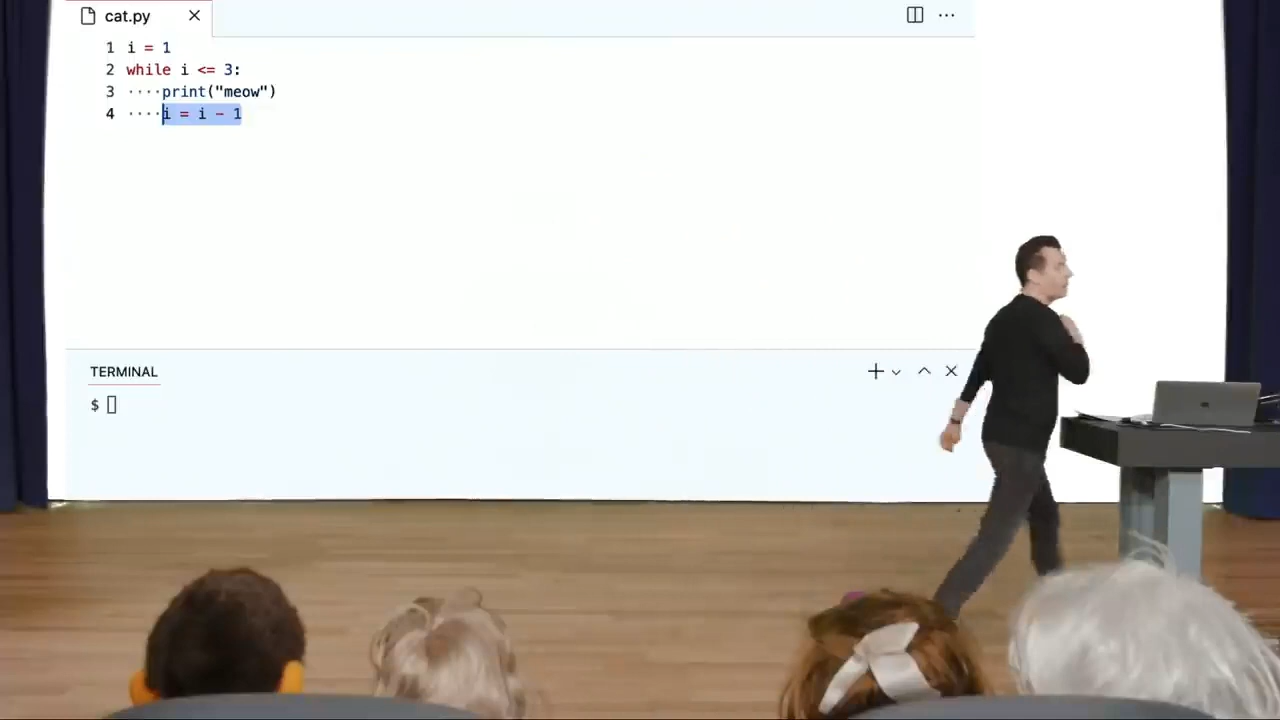 cat.py
1 i = 1
2 while i <= 3:
3 ····print("meow")
4 ····i = i - 1
TERMINAL
$